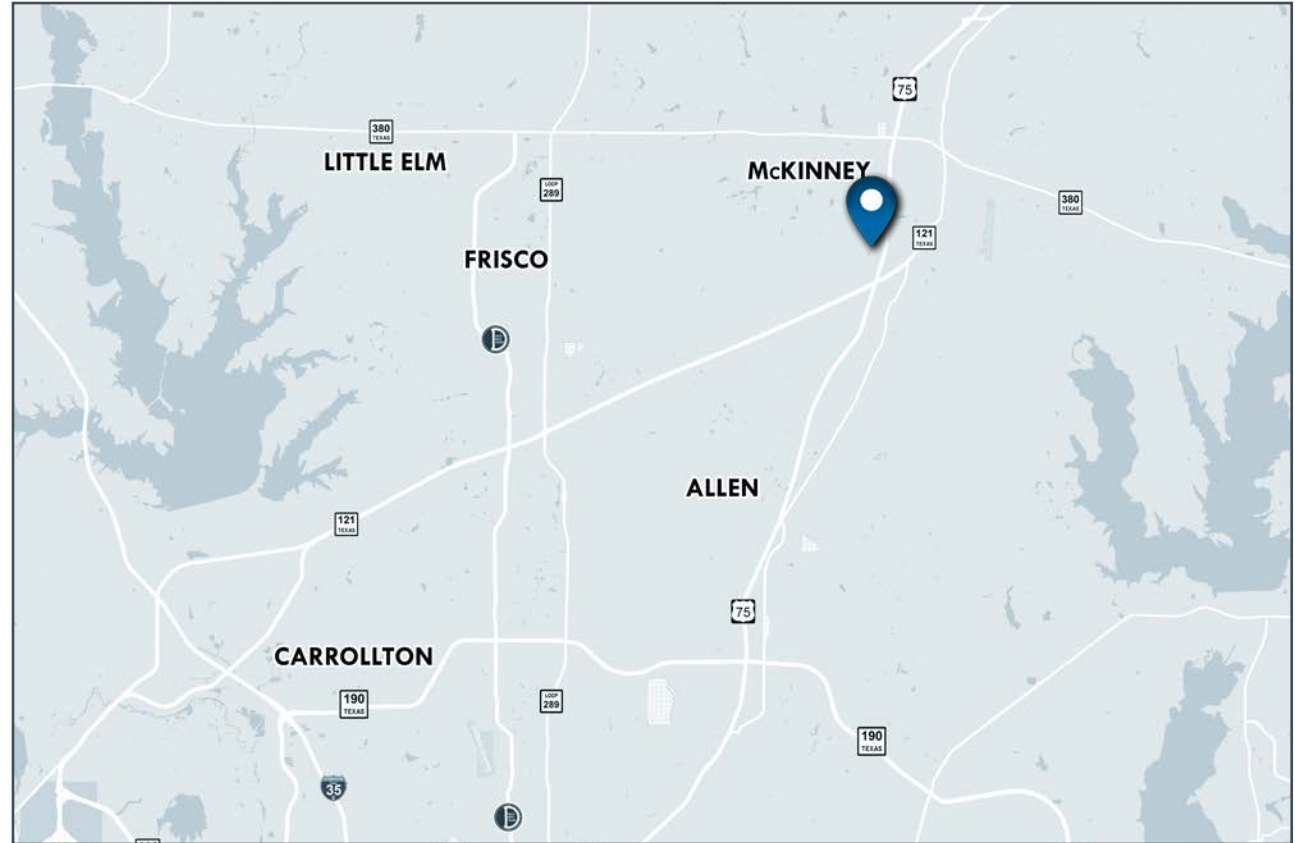 75
380
TEXAS
LITTLE ELM
McKINNEY
LOOP
289
380
TEXAS
121
TEXAS
FRISCO
ALLEN
121
TEXAS
75
CARROLLTON
190
TEXAS
LOOP
289
190
TEXAS
35